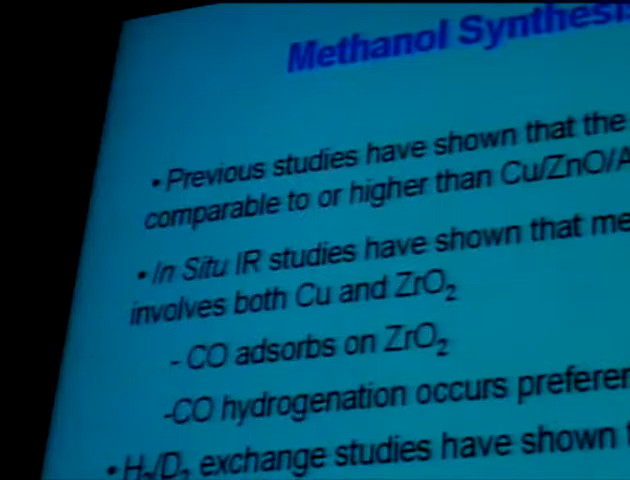 Methanol Synthesis
• Previous studies have shown that the
comparable to or higher than Cu/ZnO/A
• In Situ IR studies have shown that me
involves both Cu and ZrO₂
- CO adsorbs on ZrO₂
-CO hydrogenation occurs preferen
• H₂/D₂ exchange studies have shown t